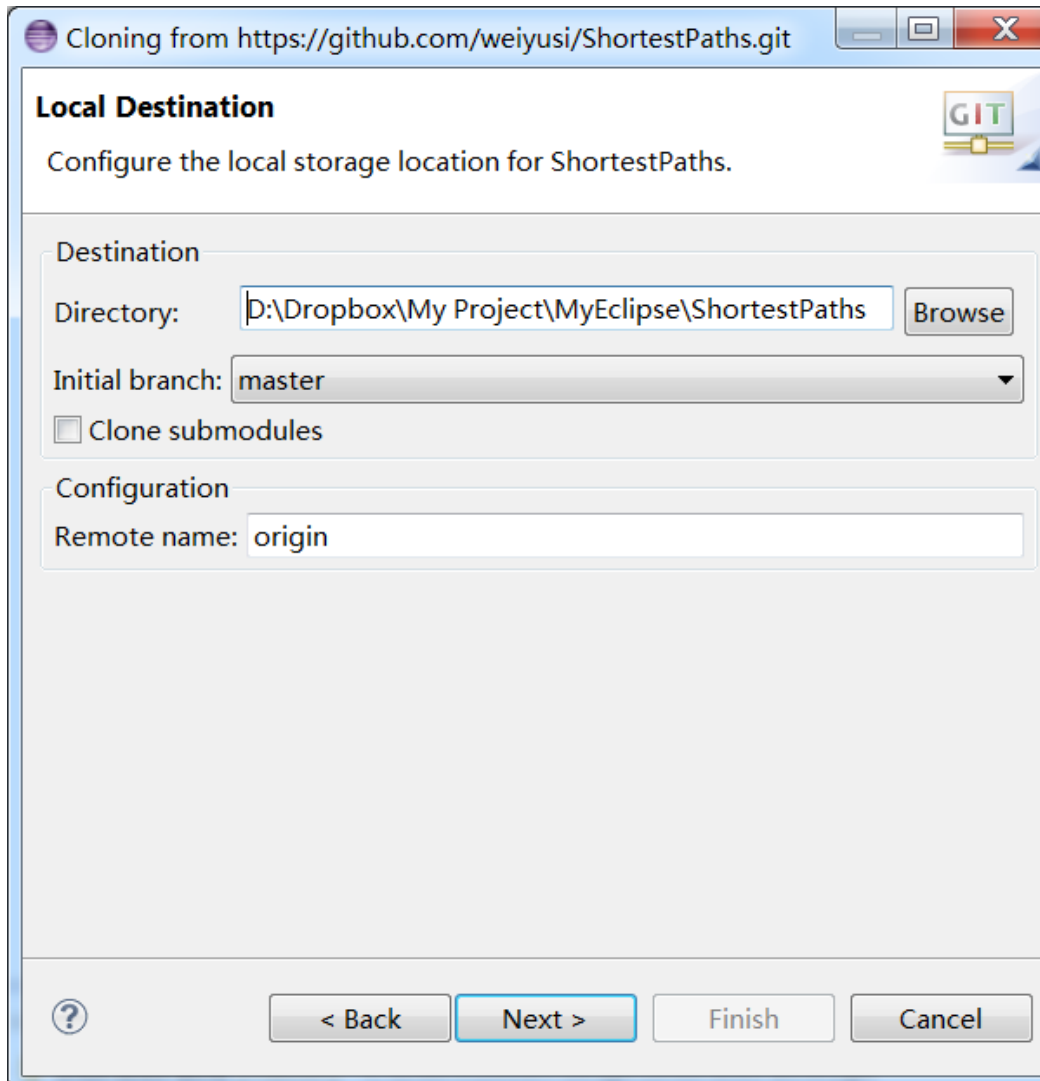 Cloning from https://github.com/weiyusi/ShortestPaths.git
Local Destination
GIT
Configure the local storage location for ShortestPaths.
Destination
Directory: D:\Dropbox\My Project\MyEclipse\ShortestPaths Browse
Initial branch: master
Clone submodules
Configuration
Remote name: origin
? < Back Next > Finish Cancel